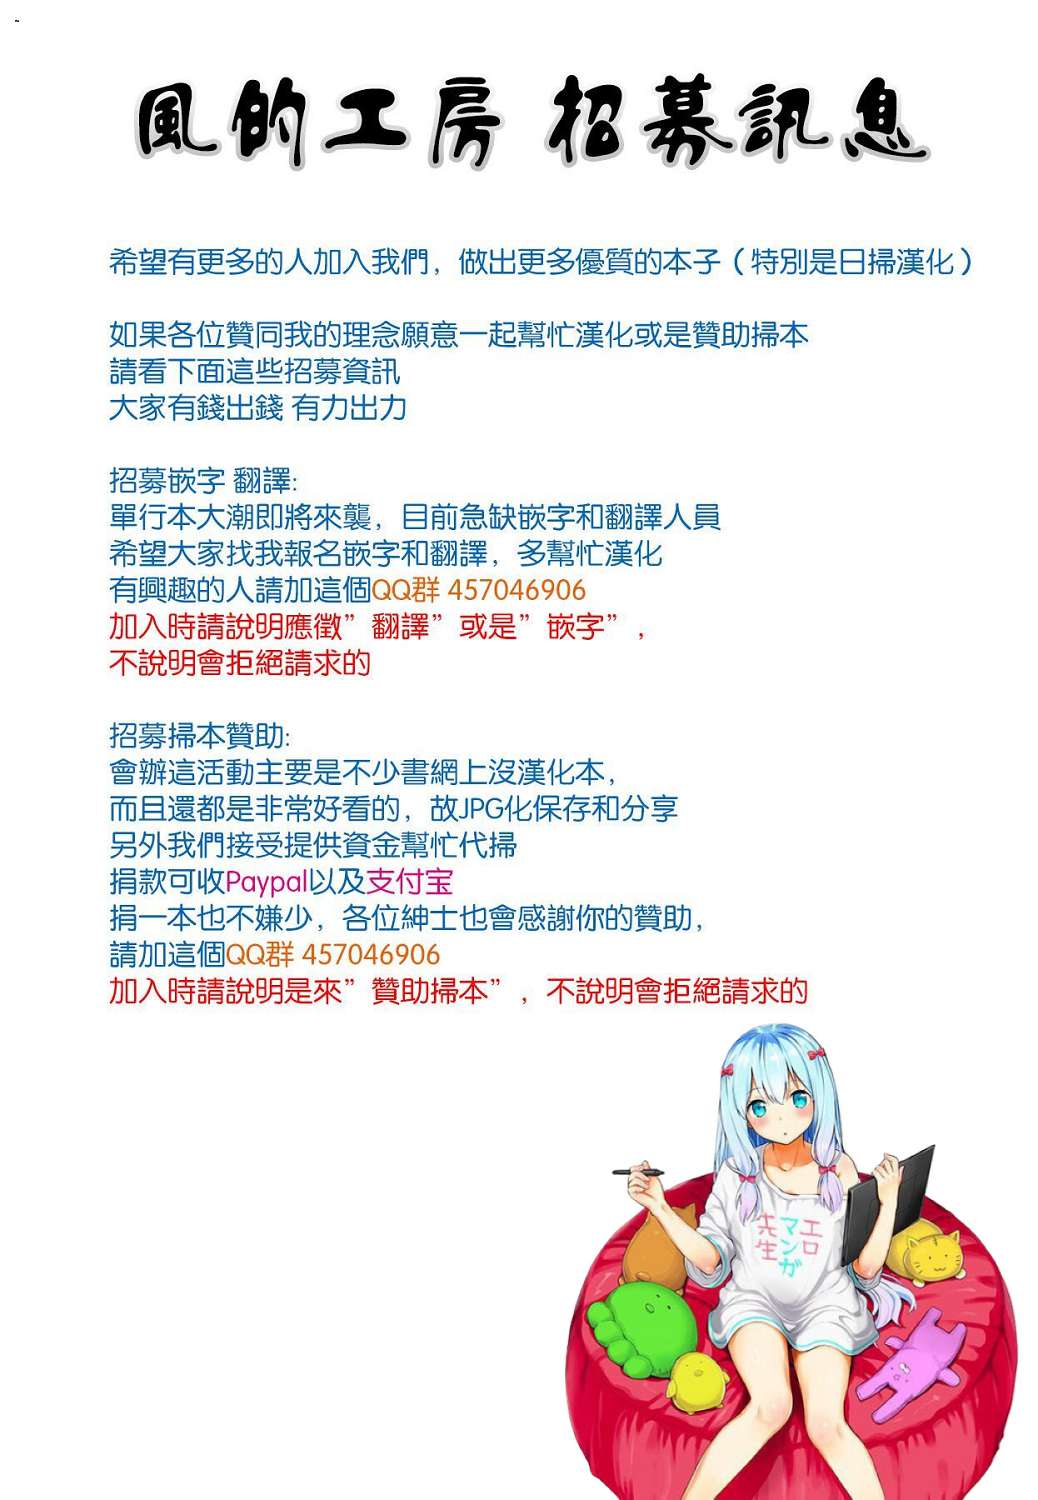 風的工房 招募訊息
希望有更多的人加入我們，做出更多優質的本子（特別是日掃漢化）
如果各位贊同我的理念願意一起幫忙漢化或是贊助掃本
請看下面這些招募資訊
大家有錢出錢 有力出力
招募嵌字 翻譯:
單行本大潮即將來襲，目前急缺嵌字和翻譯人員
希望大家找我報名嵌字和翻譯，多幫忙漢化
有興趣的人請加這個QQ群 457046906
加入時請說明應徵”翻譯”或是”嵌字”，
不說明會拒絕請求的
招募掃本贊助:
會辦這活動主要是不少書網上沒漢化本，
而且還都是非常好看的，故JPG化保存和分享
另外我們接受提供資金幫忙代掃
捐款可收Paypal以及支付宝
捐一本也不嫌少，各位紳士也會感謝你的贊助，
請加這個QQ群 457046906
加入時請說明是來”贊助掃本”，不說明會拒絕請求的
エロ
マンガ
先生